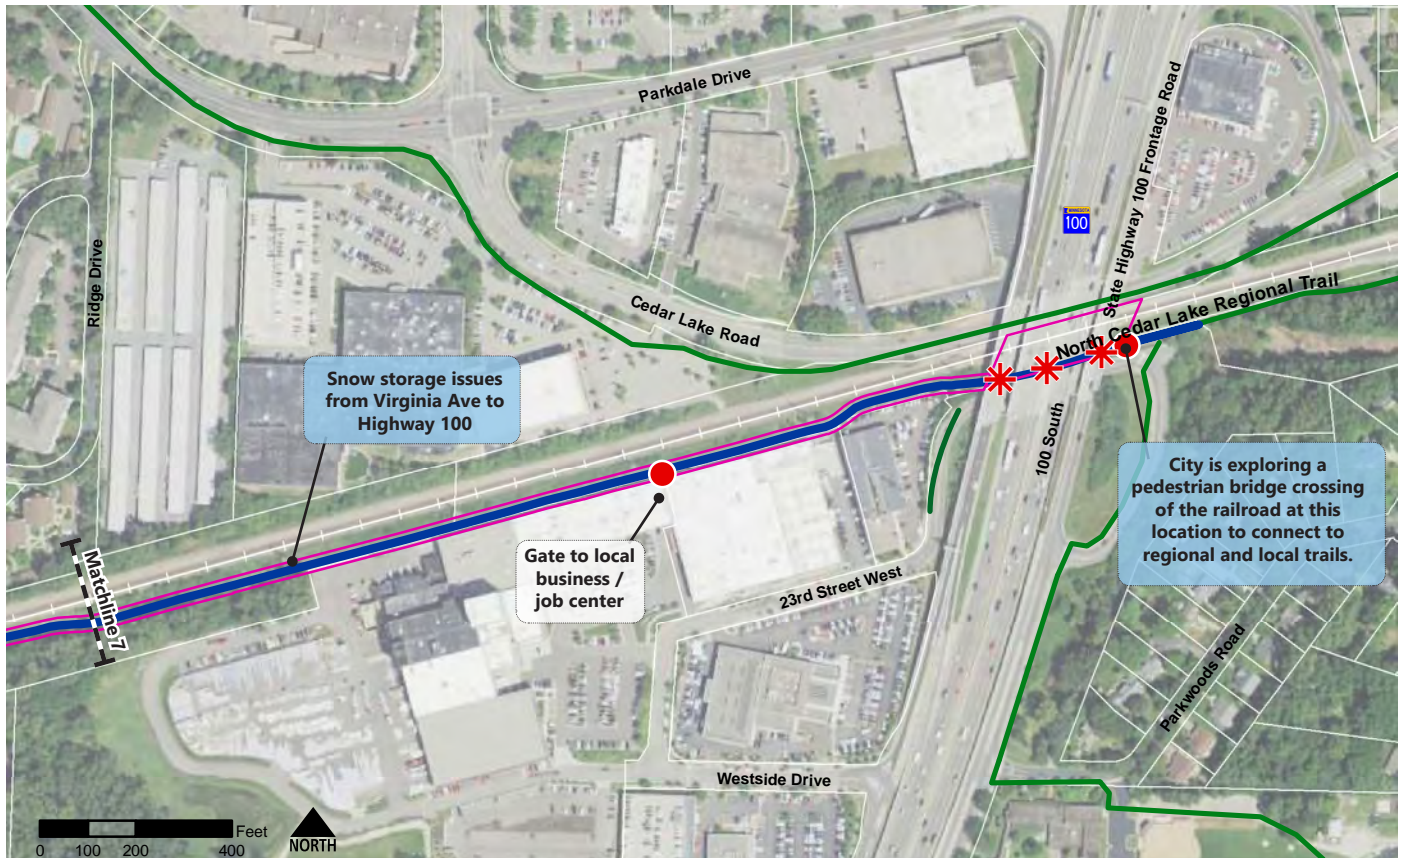 Parkdale Drive
State Highway 100 Frontage Road
MINNESOTA
100
Ridge Drive
North Cedar Lake Regional Trail
Cedar Lake Road
Snow storage issues
from Virginia Ave to
Highway 100
100 South
City is exploring a
pedestrian bridge crossing
of the railroad at this
location to connect to
regional and local trails.
Gate to local
business /
job center
Matchline 7
23rd Street West
Parkwoods Road
Westside Drive
Feet
0 100 200 400
NORTH